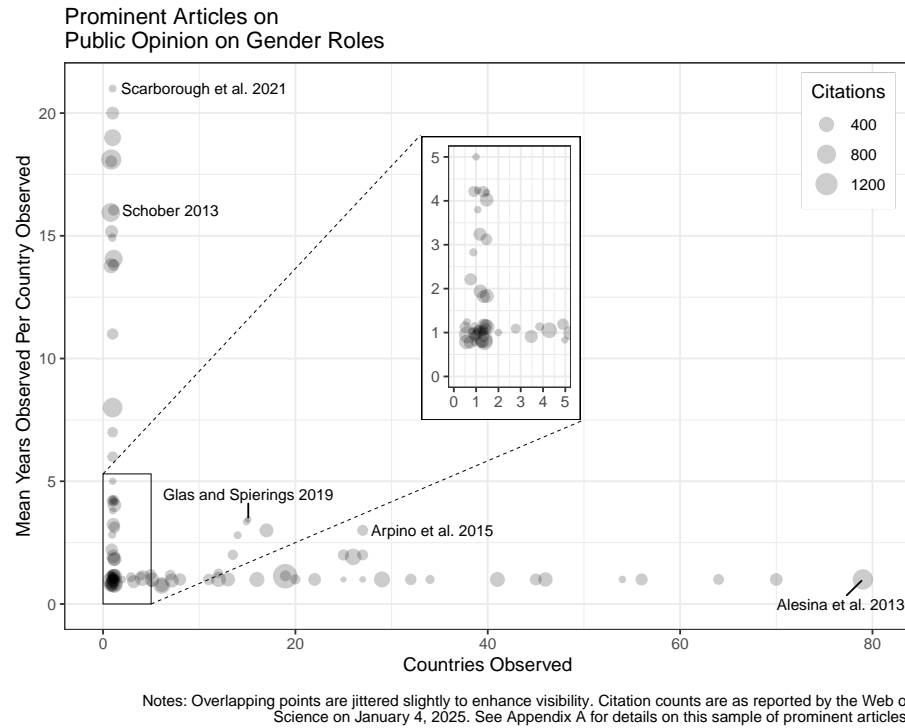 Prominent Articles on
Public Opinion on Gender Roles
Mean Years Observed Per Country Observed
20
15
10
5
0
Scarborough et al. 2021
Schober 2013
Glas and Spierings 2019
Arpino et al. 2015
Alesina et al. 2013
5
4
3
2
1
0
0 1 2 3 4 5
Citations
400
800
1200
0 20 40 60 80
Countries Observed
Notes: Overlapping points are jittered slightly to enhance visibility. Citation counts are as reported by the Web o
Science on January 4, 2025. See Appendix A for details on this sample of prominent articles